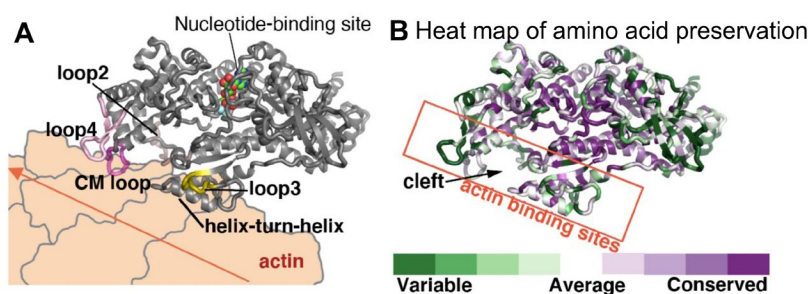 A
Nucleotide-binding site
loop2
loop4
CM loop
loop3
helix-turn-helix
actin
B Heat map of amino acid preservation
cleft
actin binding sites
Variable Average Conserved